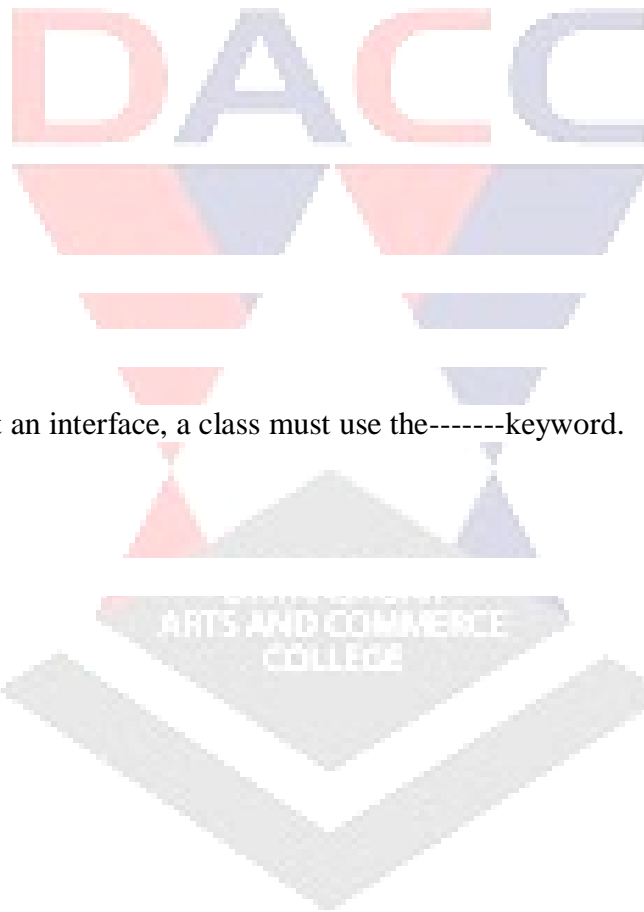 DACC
t an interface, a class must use the-------keyword.
ARTS AND COMMERCE
COLLEGE